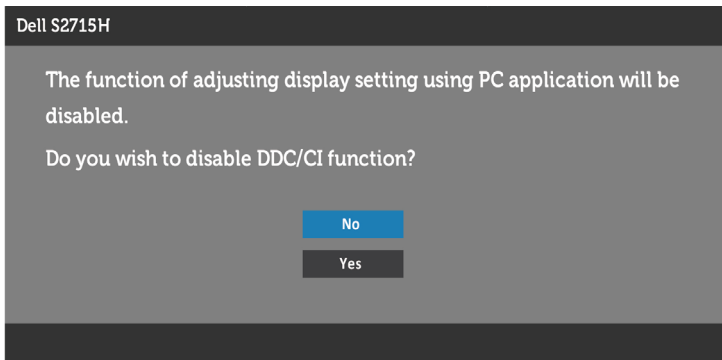 Dell S2715H
The function of adjusting display setting using PC application will be
disabled.
Do you wish to disable DDC/CI function?
No
Yes